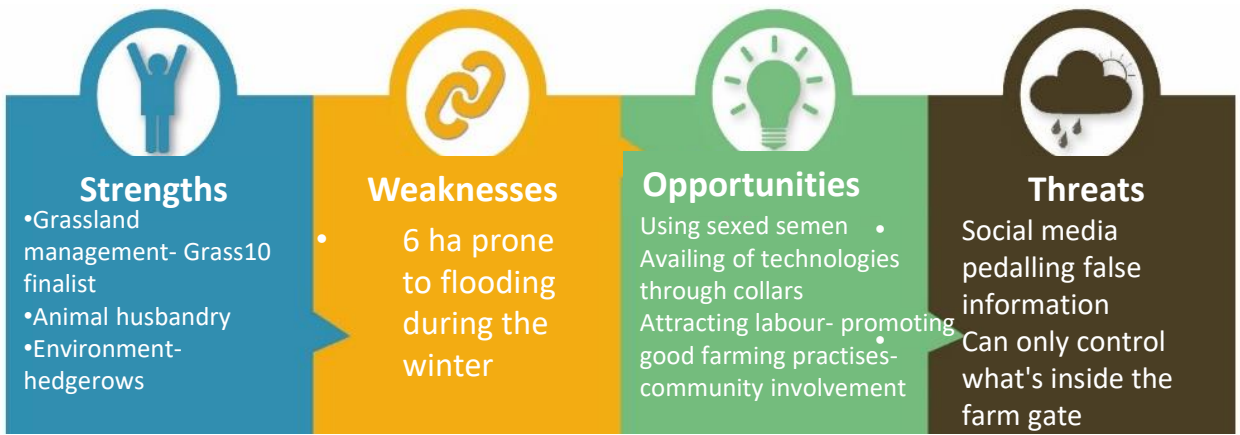 Strengths
•Grassland
management- Grass10
finalist
•Animal husbandry
•Environment-
hedgerows
Weaknesses
• 6 ha prone
to flooding
during the
winter
Opportunities
Using sexed semen
Availing of technologies
through collars
Attracting labour- promoting
good farming practises-
community involvement
Threats
• Social media
pedalling false
information
• Can only control
what's inside the
farm gate